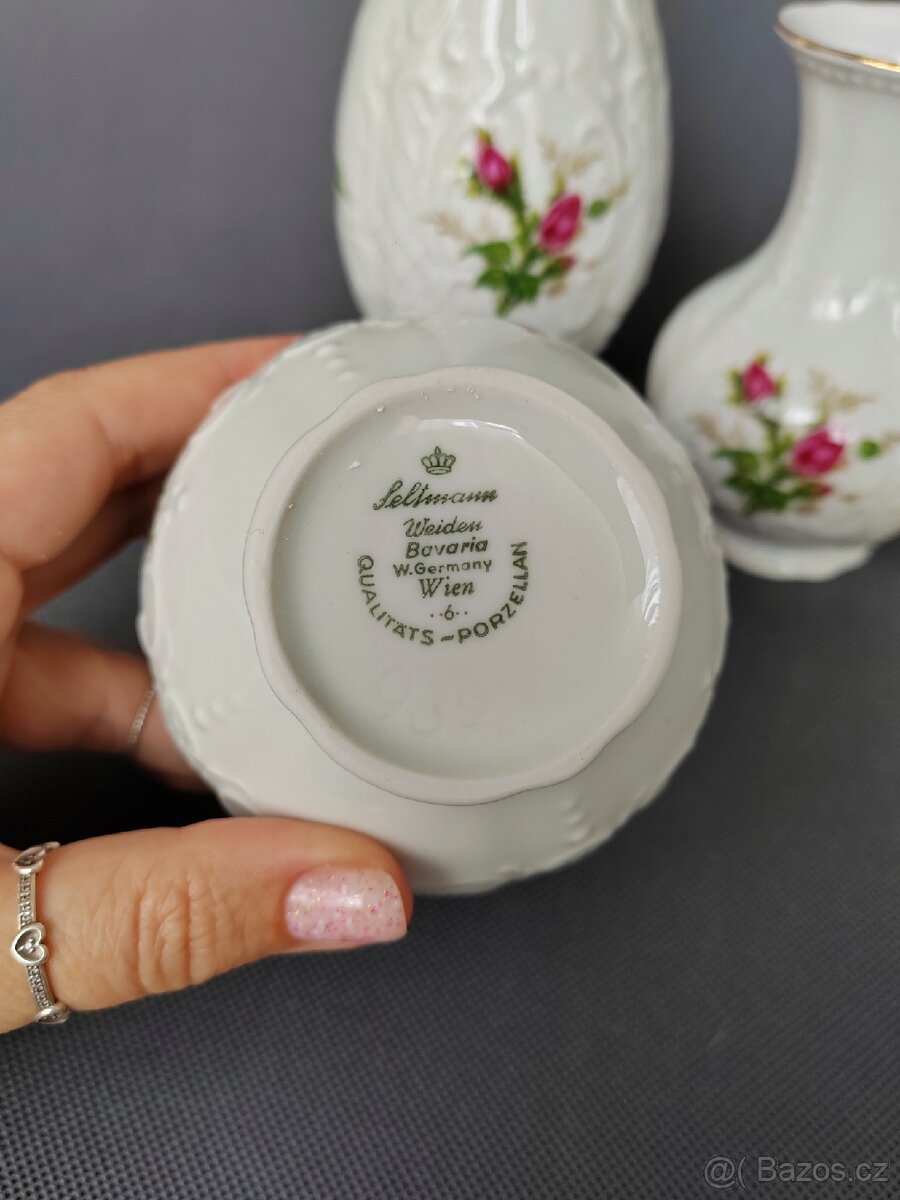 Seltmann
Weiden
Bavaria
W.Germany
Wien
··6··
QUALITÄTS-PORZELLAN
@( Bazos.cz